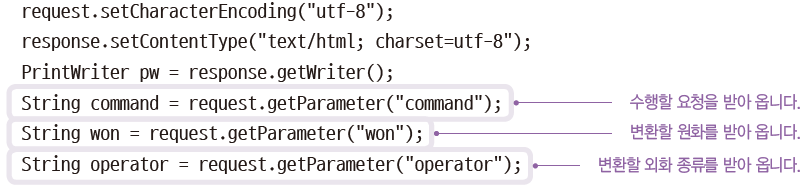 request.setCharacterEncoding("utf-8");
response.setContentType("text/html; charset=utf-8");
PrintWriter pw = response.getWriter();
String command = request.getParameter("command"); 수행할 요청을 받아 옵니다.
String won = request.getParameter("won"); 변환할 원화를 받아 옵니다.
String operator = request.getParameter("operator"); 변환할 외화 종류를 받아 옵니다.